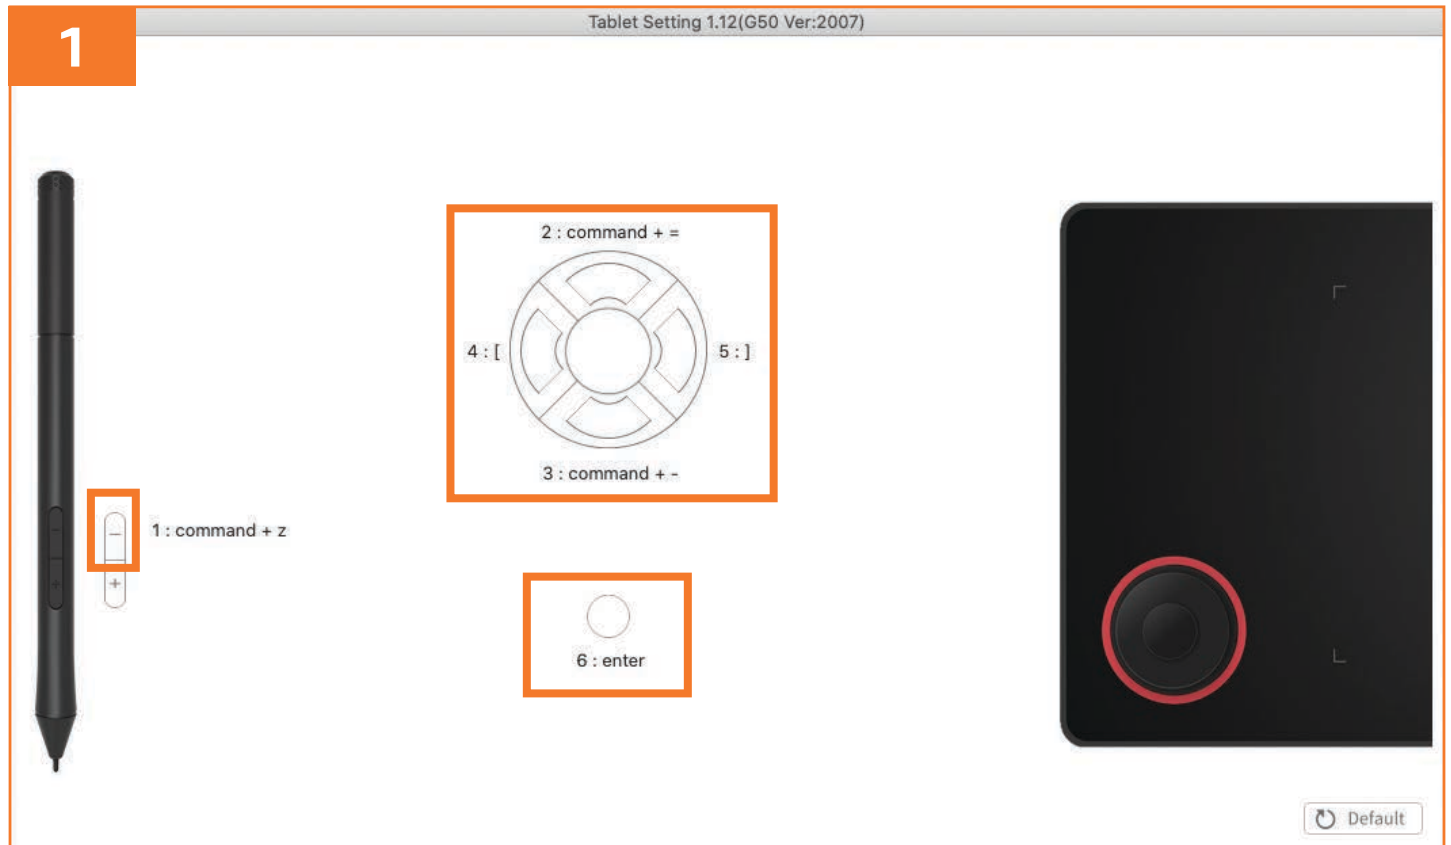 Tablet Setting 1.12(G50 Ver:2007)
1
2 : command + =
4 : [
5 : ]
3 : command + -
1 : command + z
−
+
6 : enter
Default